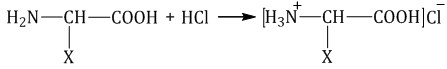 H₂N—CH—COOH + HCl ⟶ [H₃N⁺—CH—COOH]Cl⁻
X X